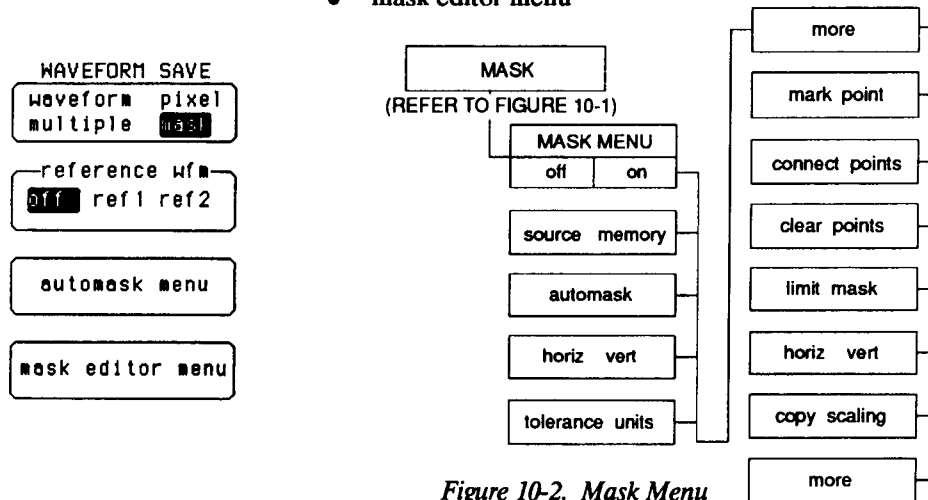 • mask editor menu
WAVEFORM SAVE
waveform pixel
multiple mask
reference wfm
off ref1 ref2
automask menu
mask editor menu
MASK
(REFER TO FIGURE 10-1)
MASK MENU
off on
source memory
automask
horiz vert
tolerance units
more
mark point
connect points
clear points
limit mask
horiz vert
copy scaling
more
Figure 10-2. Mask Menu